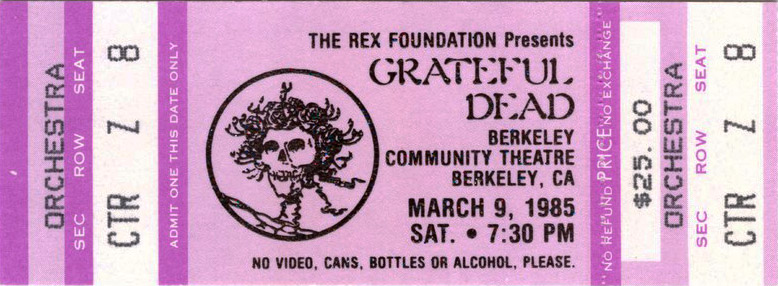 ORCHESTRA
SEC ROW SEAT
CTR Z 8
ADMIT ONE THIS DATE ONLY
THE REX FOUNDATION Presents
GRATEFUL
DEAD
BERKELEY
COMMUNITY THEATRE
BERKELEY, CA
MARCH 9, 1985
SAT. • 7:30 PM
NO VIDEO, CANS, BOTTLES OR ALCOHOL, PLEASE.
NO REFUND PRICE NO EXCHANGE
$25.00
ORCHESTRA
SEC ROW SEAT
CTR Z 8